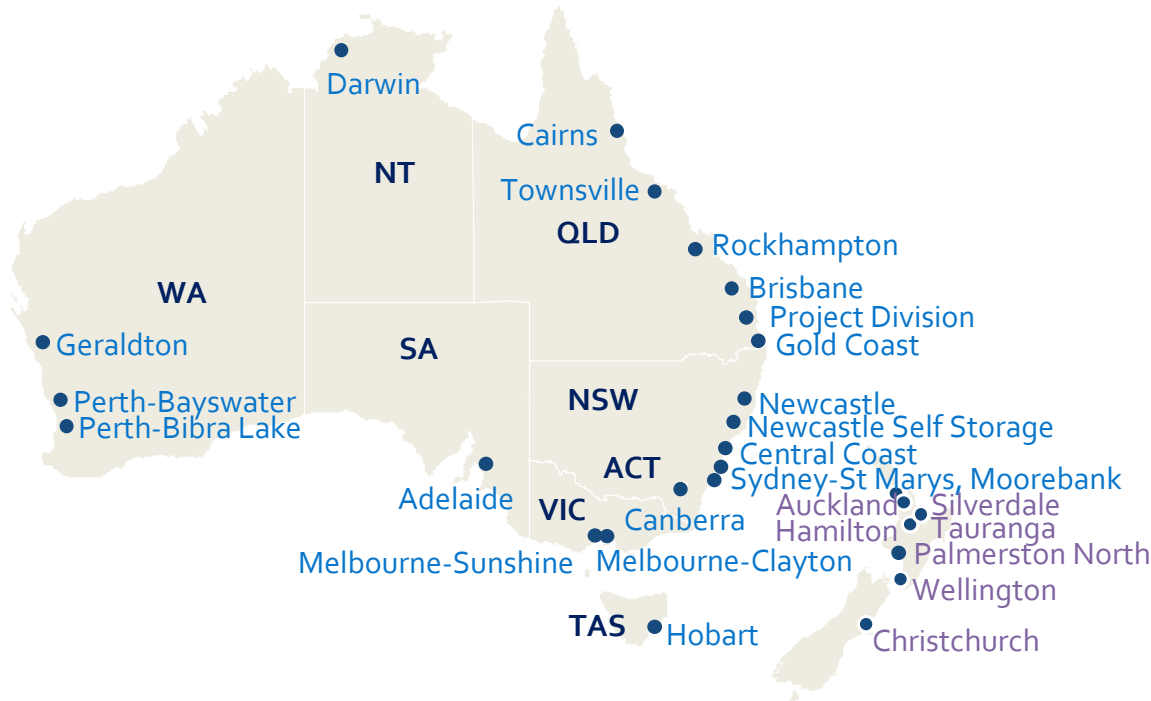 Darwin
Cairns
NT
Townsville
QLD
Rockhampton
WA
Brisbane
Project Division
Geraldton
SA
Gold Coast
NSW
Perth-Bayswater
Newcastle
Perth-Bibra Lake
Newcastle Self Storage
Central Coast
ACT
Sydney-St Marys, Moorebank
Adelaide
VIC
Canberra
Auckland
Silverdale
Hamilton
Tauranga
Melbourne-Sunshine
Melbourne-Clayton
Palmerston North
Wellington
TAS
Hobart
Christchurch